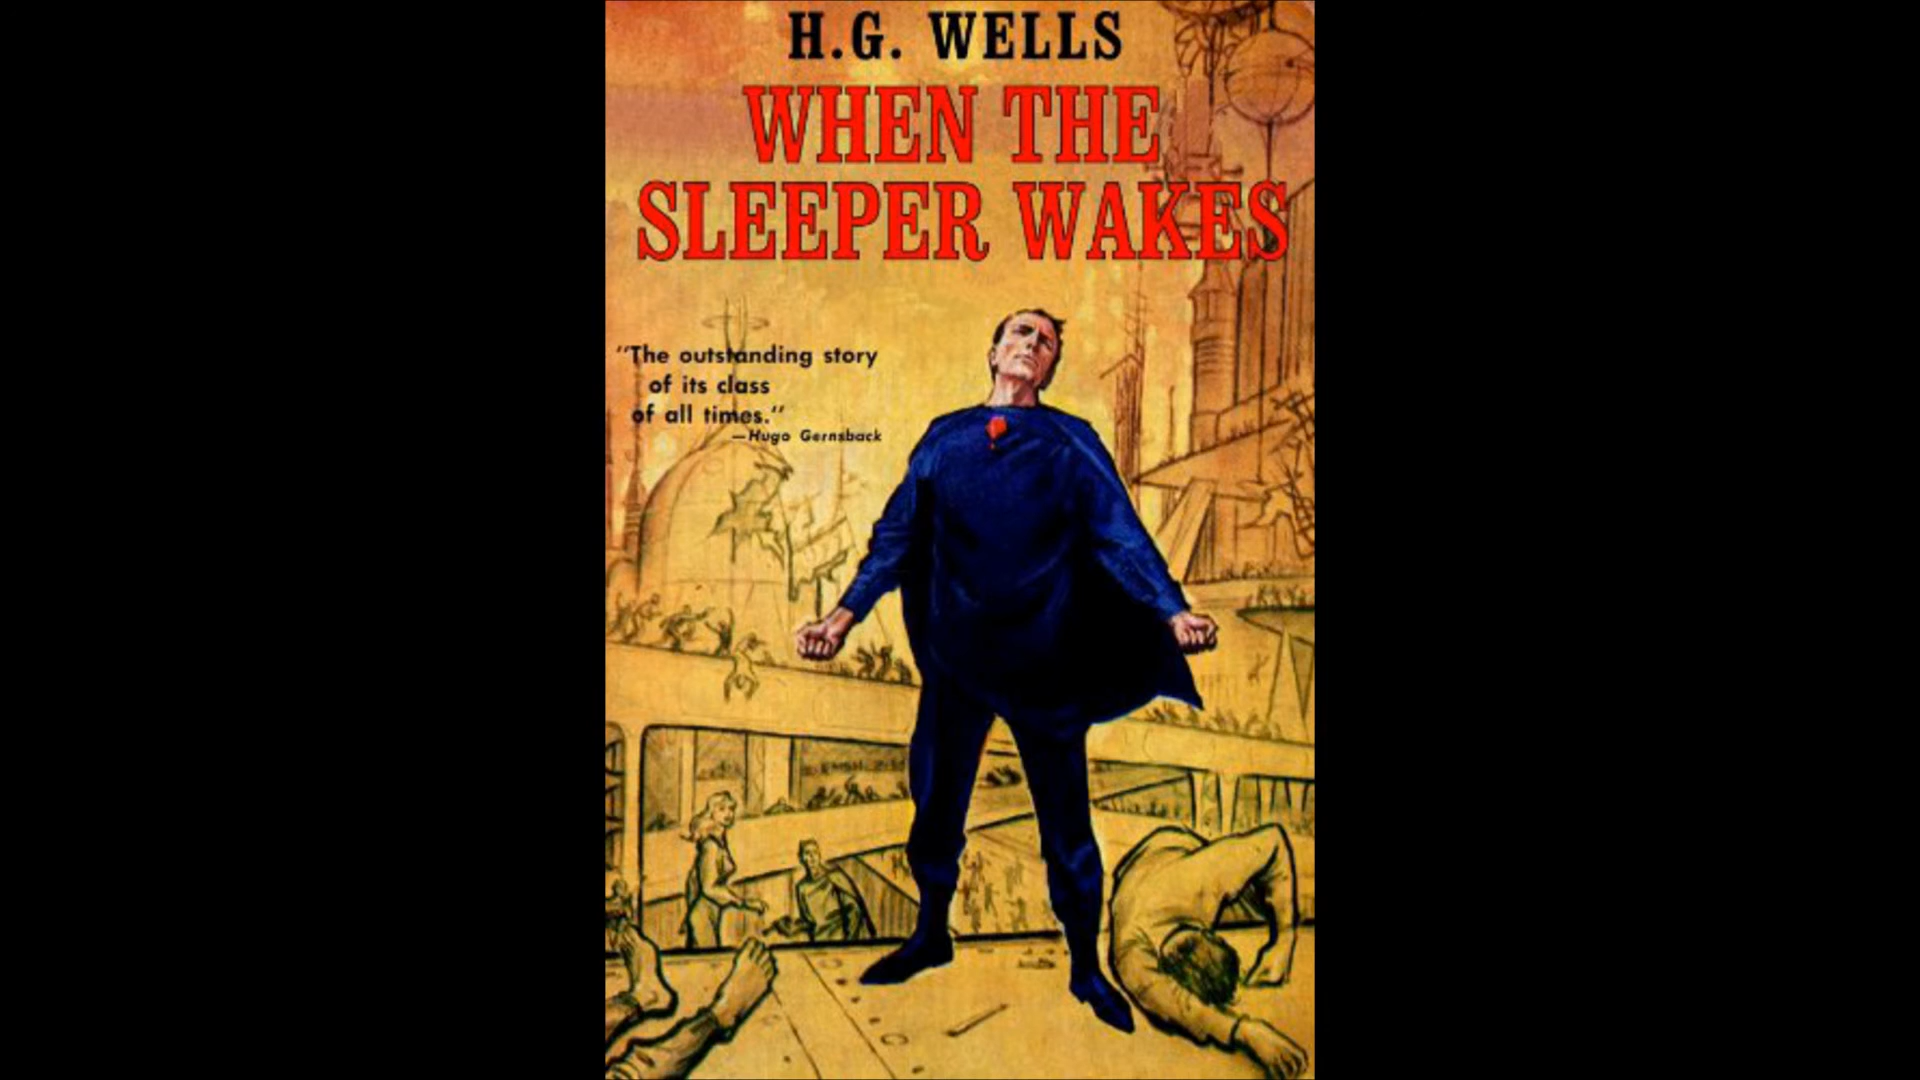 H.G. WELLS
WHEN THE
SLEEPER WAKES
"The outstanding story
of its class
of all times."
—Hugo Gernsback